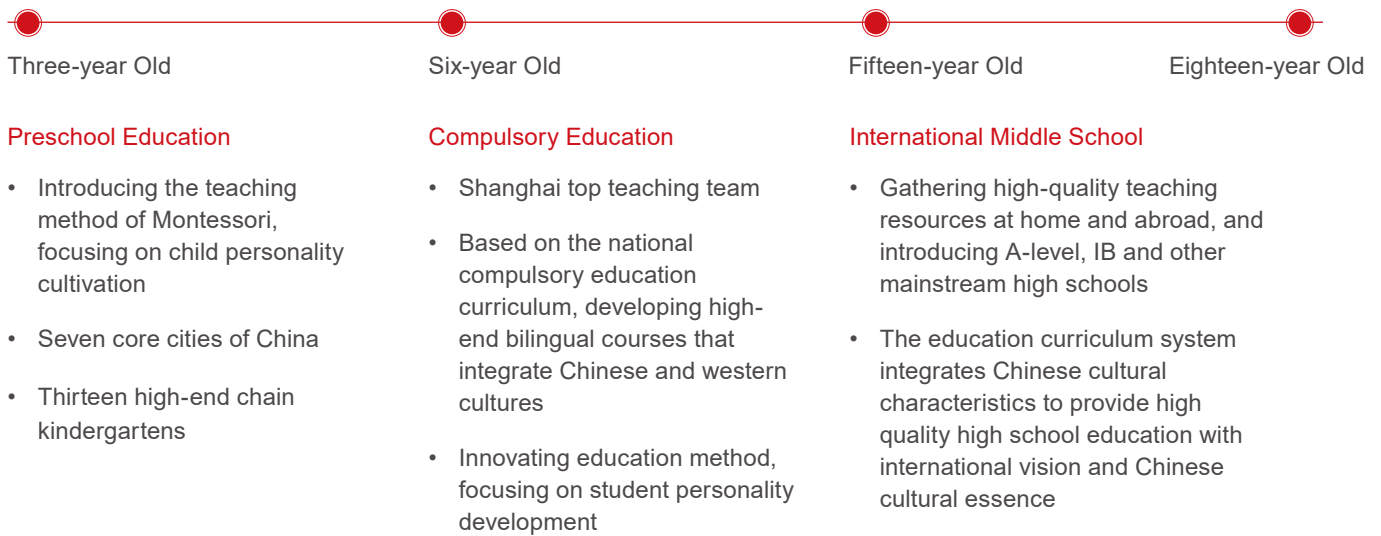 Three-year Old
Six-year Old
Fifteen-year Old
Eighteen-year Old
Preschool Education
• Introducing the teaching
method of Montessori,
focusing on child personality
cultivation
• Seven core cities of China
• Thirteen high-end chain
kindergartens
Compulsory Education
• Shanghai top teaching team
• Based on the national
compulsory education
curriculum, developing high-
end bilingual courses that
integrate Chinese and western
cultures
• Innovating education method,
focusing on student personality
development
International Middle School
• Gathering high-quality teaching
resources at home and abroad, and
introducing A-level, IB and other
mainstream high schools
• The education curriculum system
integrates Chinese cultural
characteristics to provide high
quality high school education with
international vision and Chinese
cultural essence